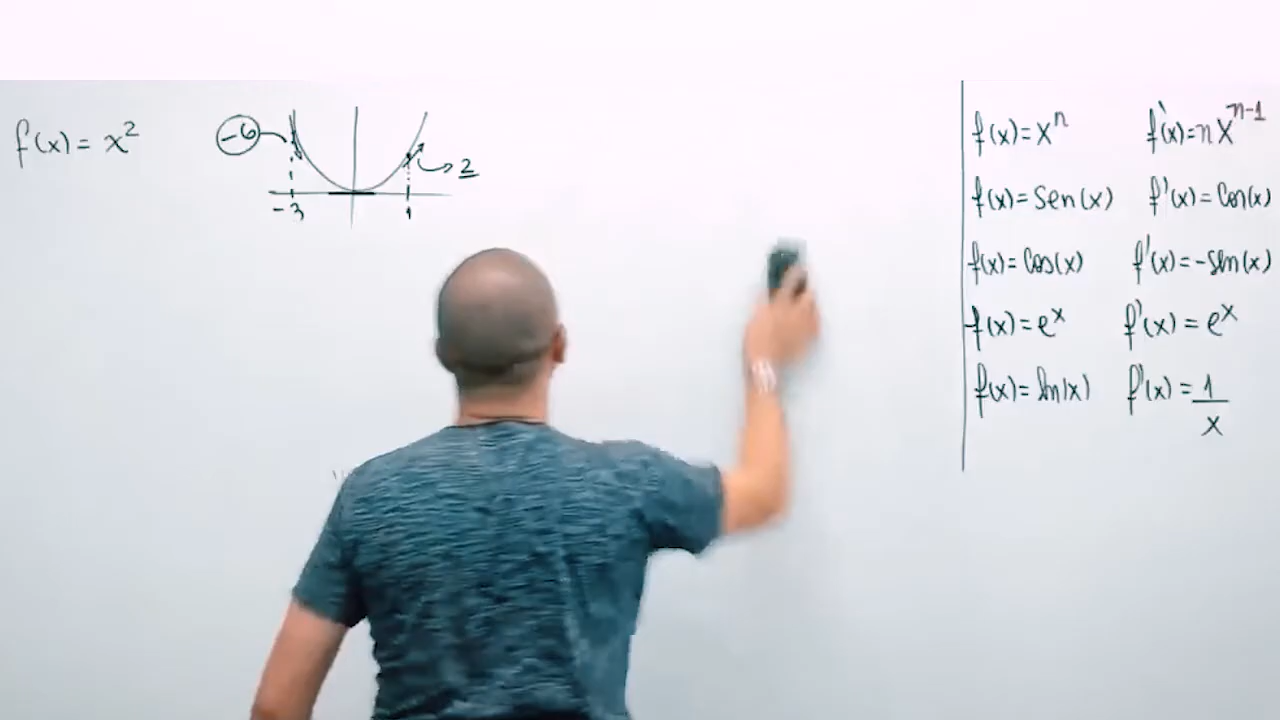 f(x) = x²
-6
2
-3 1
f(x) = xⁿ f'(x) = n xⁿ⁻¹
f(x) = Sen(x) f'(x) = Cos(x)
f(x) = Cos(x) f'(x) = -Sen(x)
f(x) = eˣ f'(x) = eˣ
f(x) = ln(x) f'(x) = 1/x